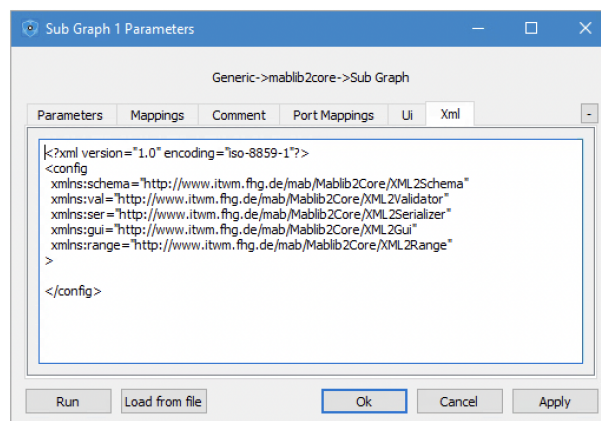 Sub Graph 1 Parameters
Generic->mablib2core->Sub Graph
Parameters Mappings Comment Port Mappings Ui Xml -
<?xml version="1.0" encoding="iso-8859-1"?>
<config
xmlns:schema="http://www.itwm.fhg.de/mab/Mablib2Core/XML2Schema"
xmlns:val="http://www.itwm.fhg.de/mab/Mablib2Core/XML2Validator"
xmlns:ser="http://www.itwm.fhg.de/mab/Mablib2Core/XML2Serializer"
xmlns:gui="http://www.itwm.fhg.de/mab/Mablib2Core/XML2Gui"
xmlns:range="http://www.itwm.fhg.de/mab/Mablib2Core/XML2Range"
>
</config>
Run Load from file Ok Cancel Apply